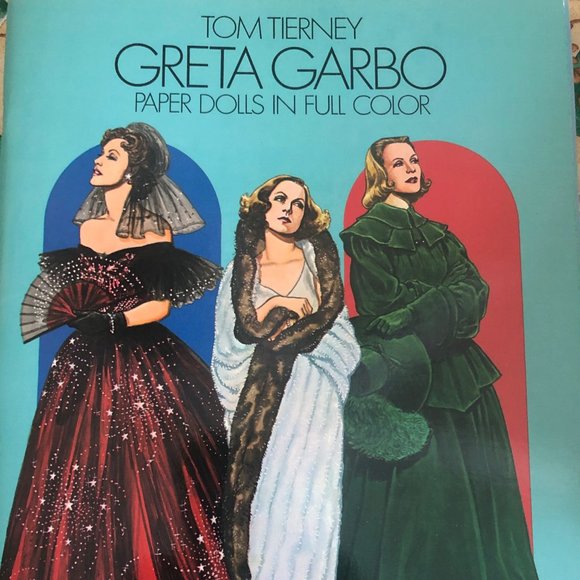 TOM TIERNEY
GRETA GARBO
PAPER DOLLS IN FULL COLOR